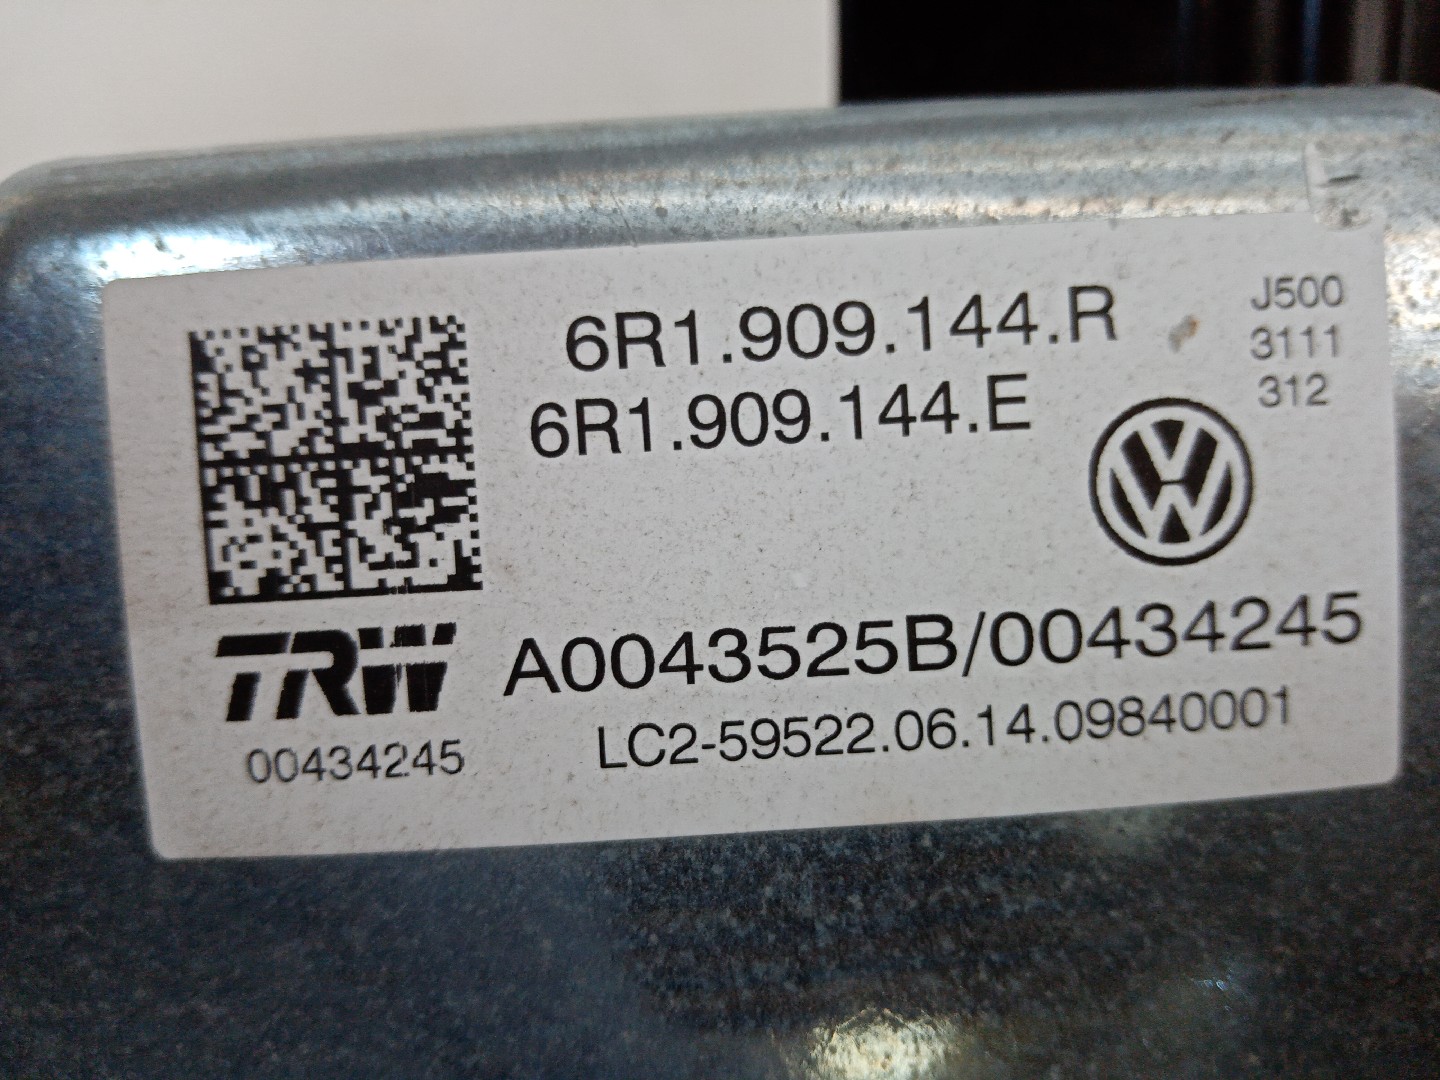 6R1.909.144.R
6R1.909.144.E
J500
3111
312
TRW
A0043525B/00434245
00434245
LC2-59522.06.14.09840001